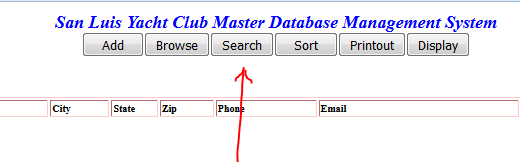 San Luis Yacht Club Master Database Management System
Add Browse Search Sort Printout Display
City State Zip Phone Email